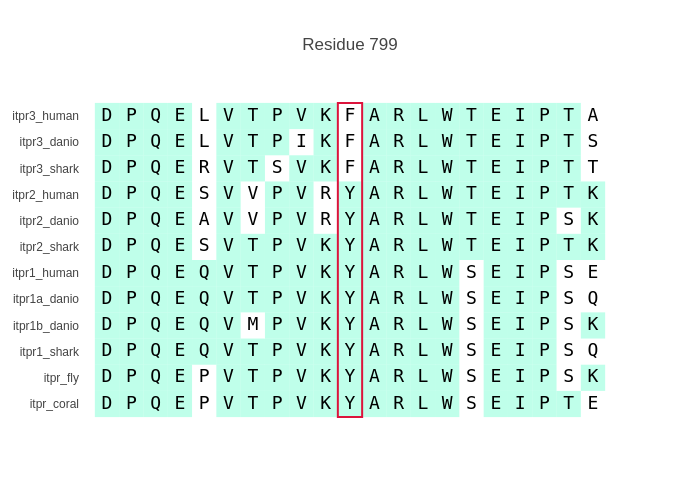 Residue 799
itpr3_human D P Q E L V T P V K F A R L W T E I P T A
itpr3_danio D P Q E L V T P I K F A R L W T E I P T S
itpr3_shark D P Q E R V T S V K F A R L W T E I P T T
itpr2_human D P Q E S V V P V R Y A R L W T E I P T K
itpr2_danio D P Q E A V V P V R Y A R L W T E I P S K
itpr2_shark D P Q E S V T P V K Y A R L W T E I P T K
itpr1_human D P Q E Q V T P V K Y A R L W S E I P S E
itpr1a_danio D P Q E Q V T P V K Y A R L W S E I P S Q
itpr1b_danio D P Q E Q V M P V K Y A R L W S E I P S K
itpr1_shark D P Q E Q V T P V K Y A R L W S E I P S Q
itpr_fly D P Q E P V T P V K Y A R L W S E I P S K
itpr_coral D P Q E P V T P V K Y A R L W S E I P T E